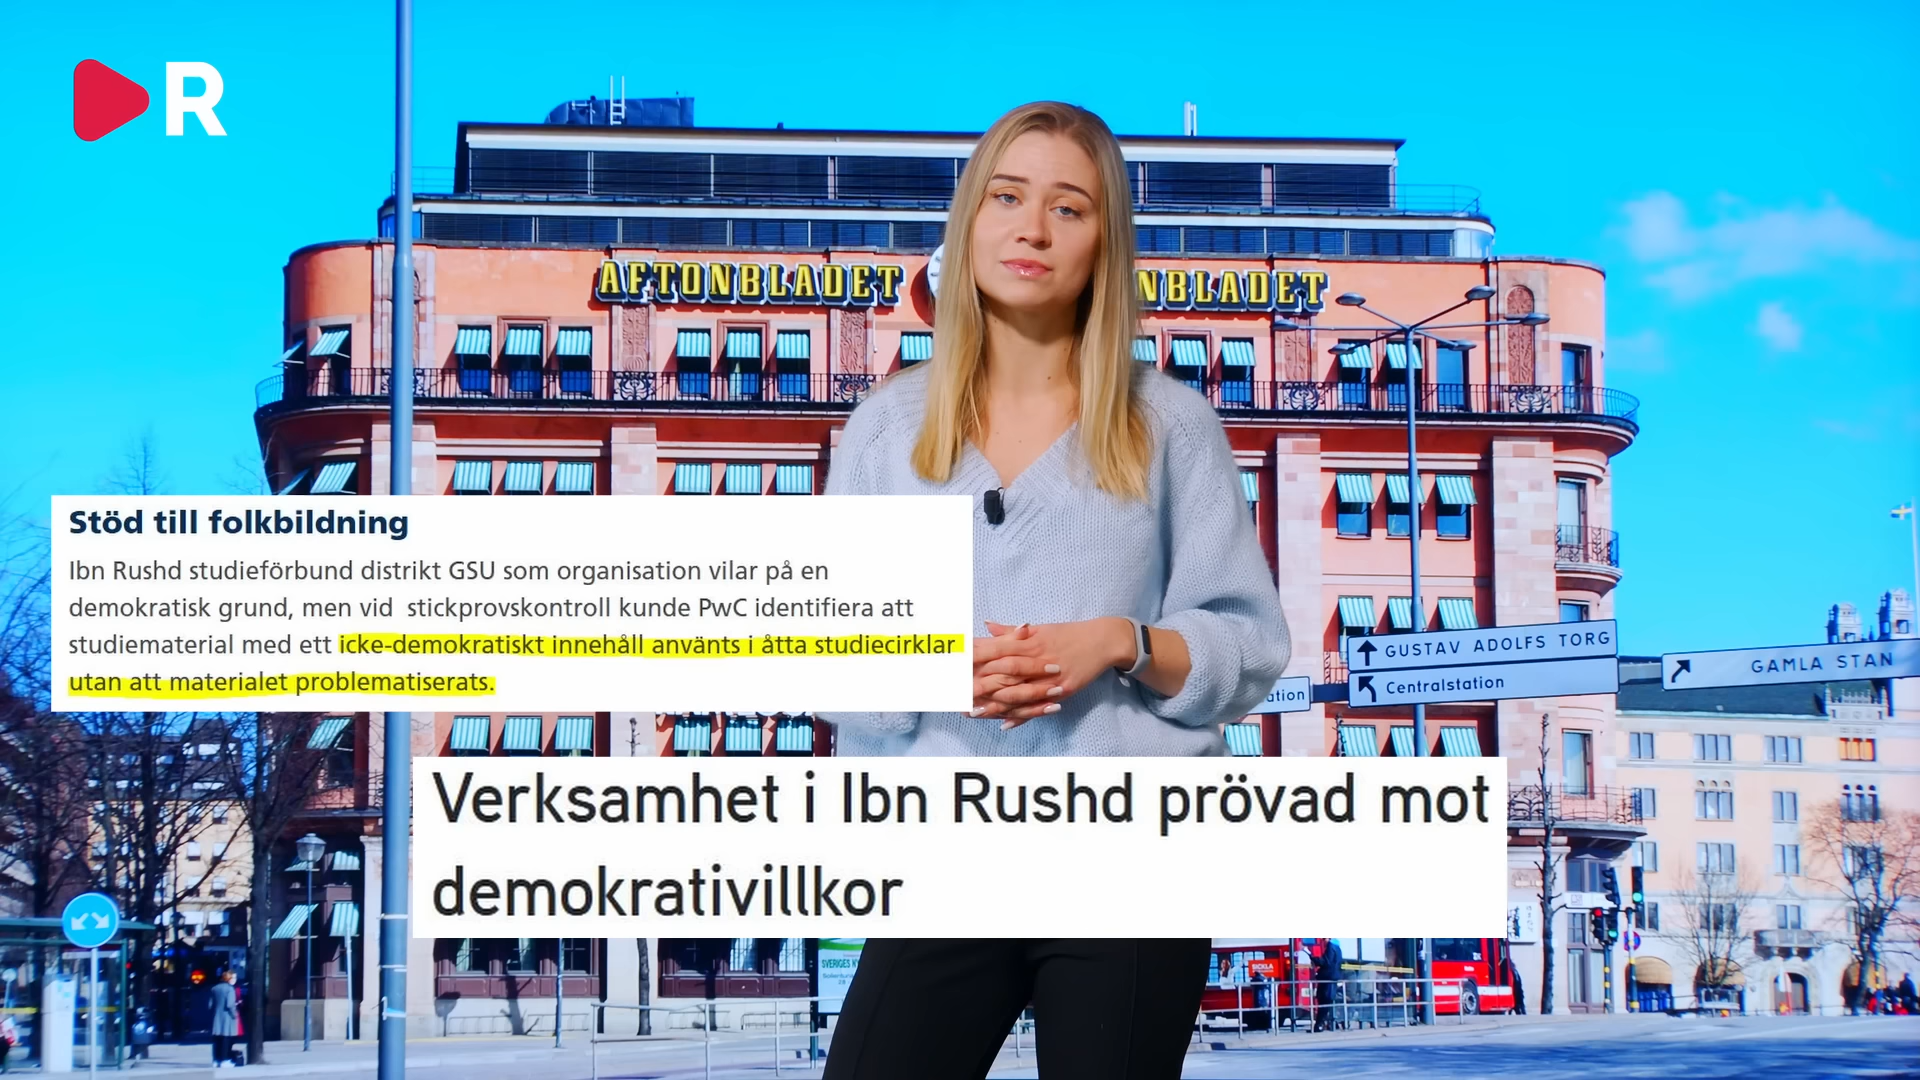 R
AFTONBLADET
NBLADET
Stöd till folkbildning
Ibn Rushd studieförbund distrikt GSU som organisation vilar på en
demokratisk grund, men vid stickprovskontroll kunde PwC identifiera att
studiematerial med ett icke-demokratiskt innehåll använts i åtta studiecirklar
utan att materialet problematiserats.
GUSTAV ADOLFS TORG
Centralstation
GAMLA STAN
ation
Verksamhet i Ibn Rushd prövad mot
demokrativillkor
SVERIGES
SICKLA